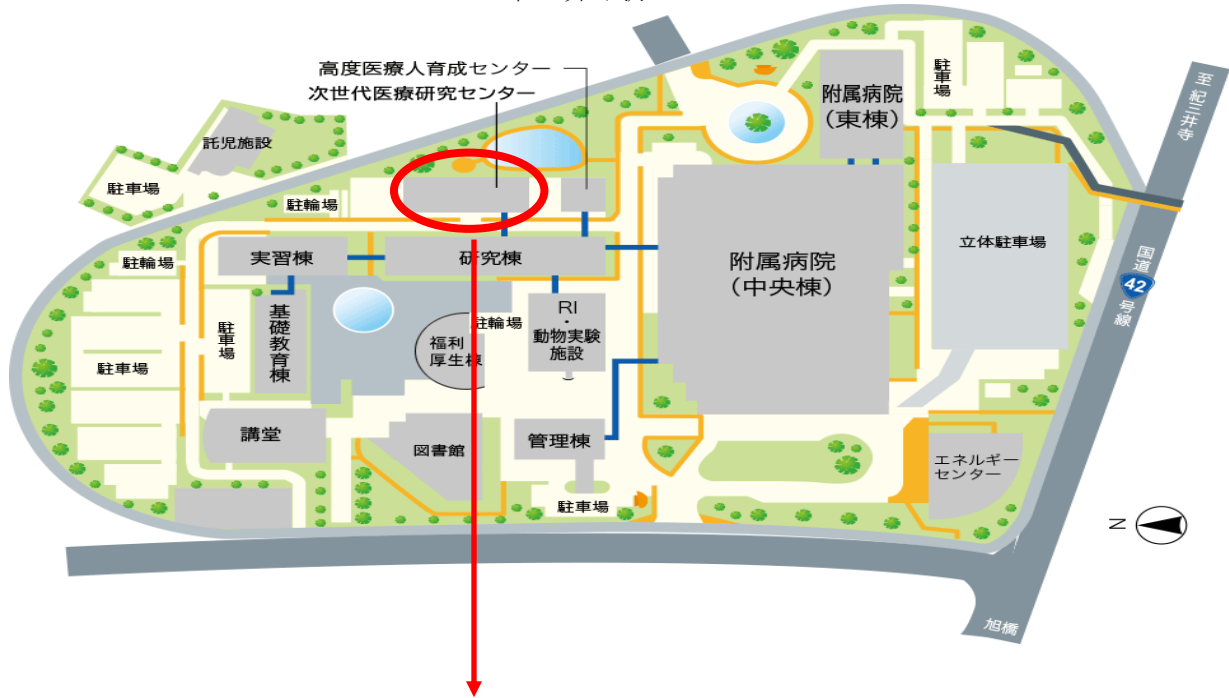 高度医療人育成センター
次世代医療研究センター
託児施設
駐車場
駐輪場
附属病院
(東棟)
駐車場
至 紀三井寺
実習棟
研究棟
駐輪場
附属病院
(中央棟)
立体駐車場
国道
42
号線
基礎教育棟
駐車場
駐車場
福利
厚生棟
駐輪場
RI
・
動物実験
施設
講堂
図書館
管理棟
駐車場
エネルギー
センター
N
旭橋